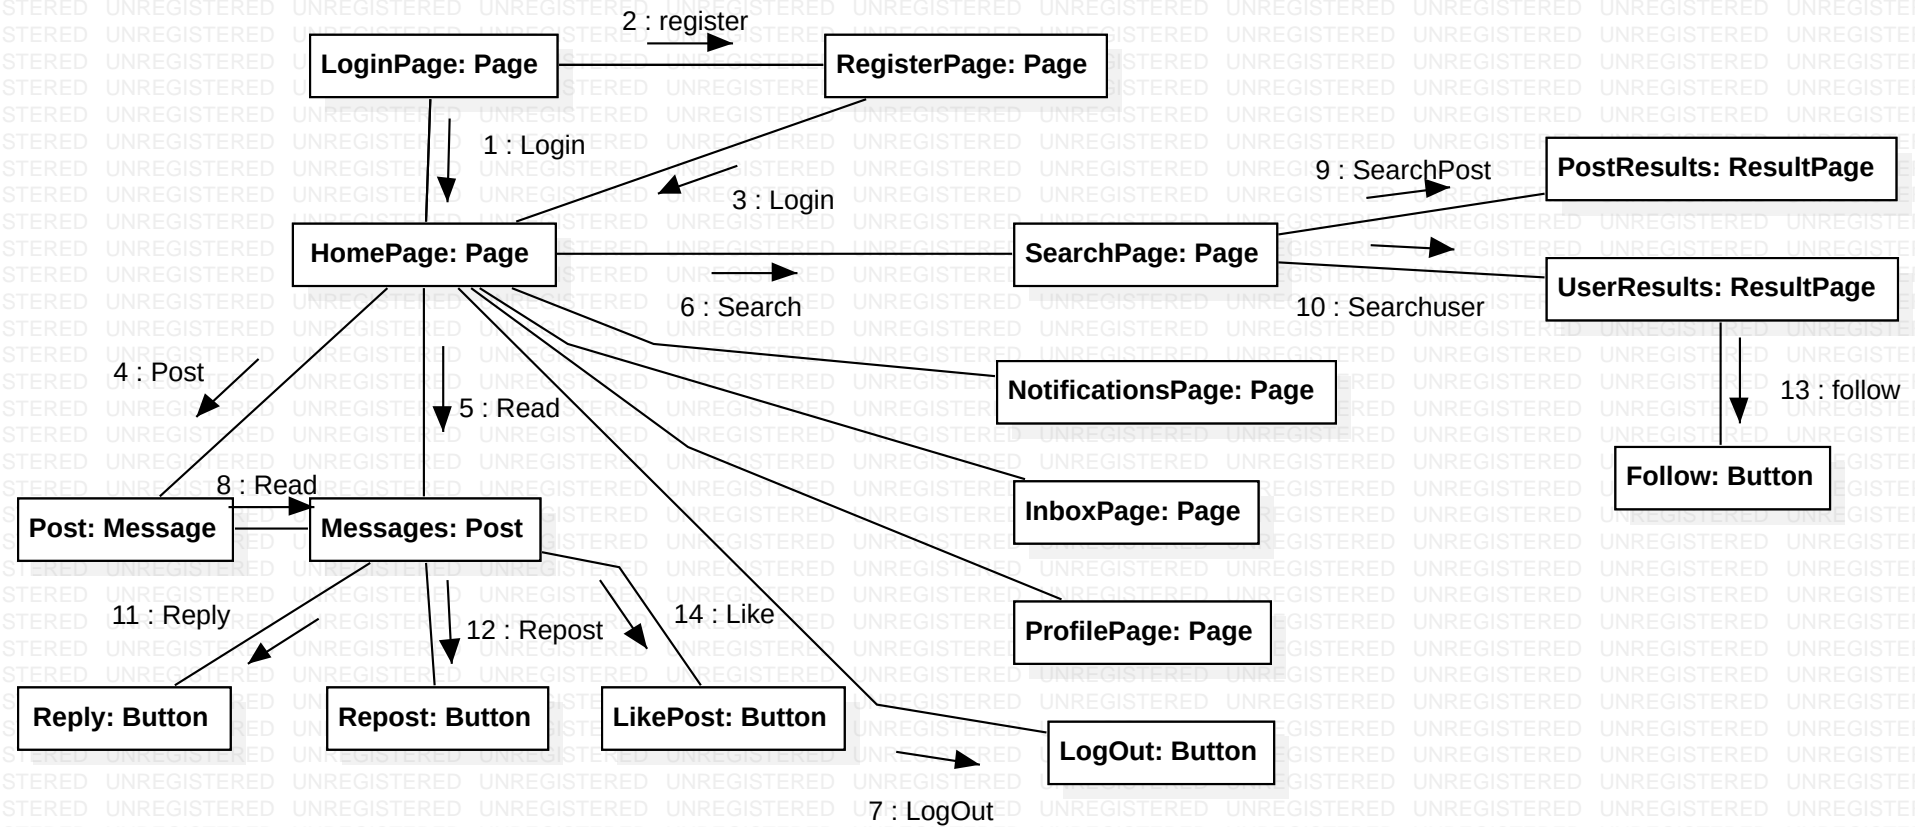 2 : register
LoginPage: Page
RegisterPage: Page
1 : Login
3 : Login
9 : SearchPost
PostResults: ResultPage
HomePage: Page
SearchPage: Page
6 : Search
10 : Searchuser
UserResults: ResultPage
4 : Post
5 : Read
NotificationsPage: Page
13 : follow
8 : Read
Follow: Button
Post: Message
Messages: Post
InboxPage: Page
11 : Reply
12 : Repost
14 : Like
ProfilePage: Page
Reply: Button
Repost: Button
LikePost: Button
LogOut: Button
7 : LogOut
UNREGISTERED